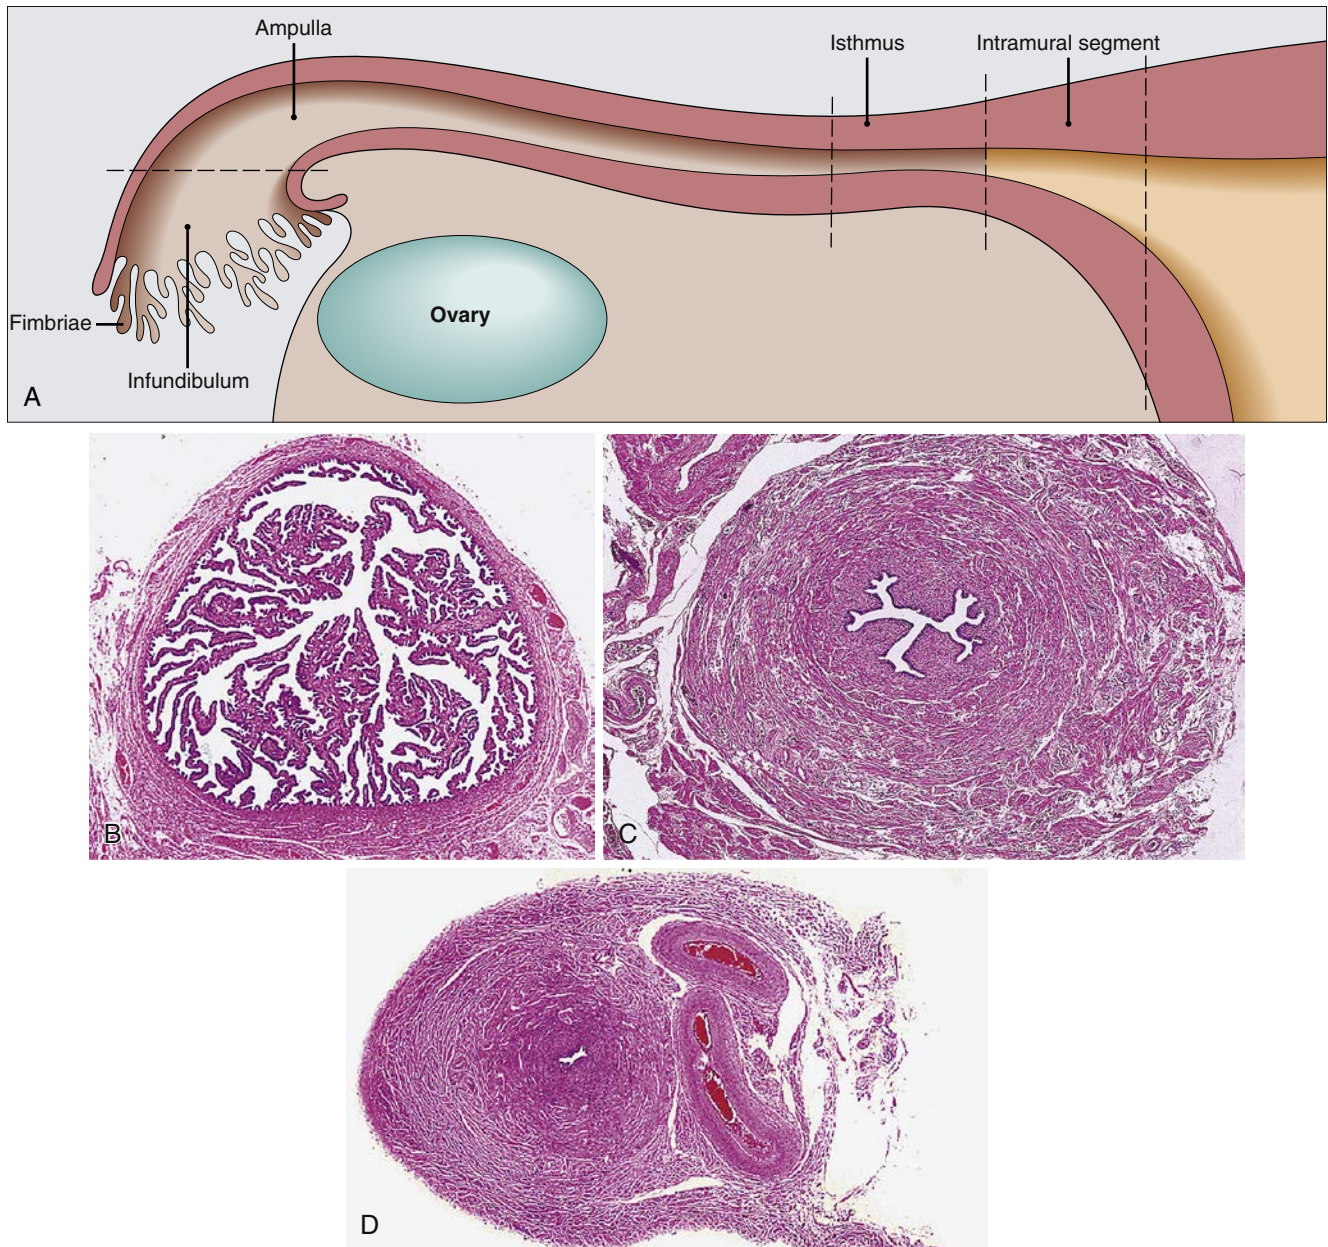 Ampulla
Isthmus
Intramural segment
Ovary
Fimbriae
Infundibulum
A
B
C
D